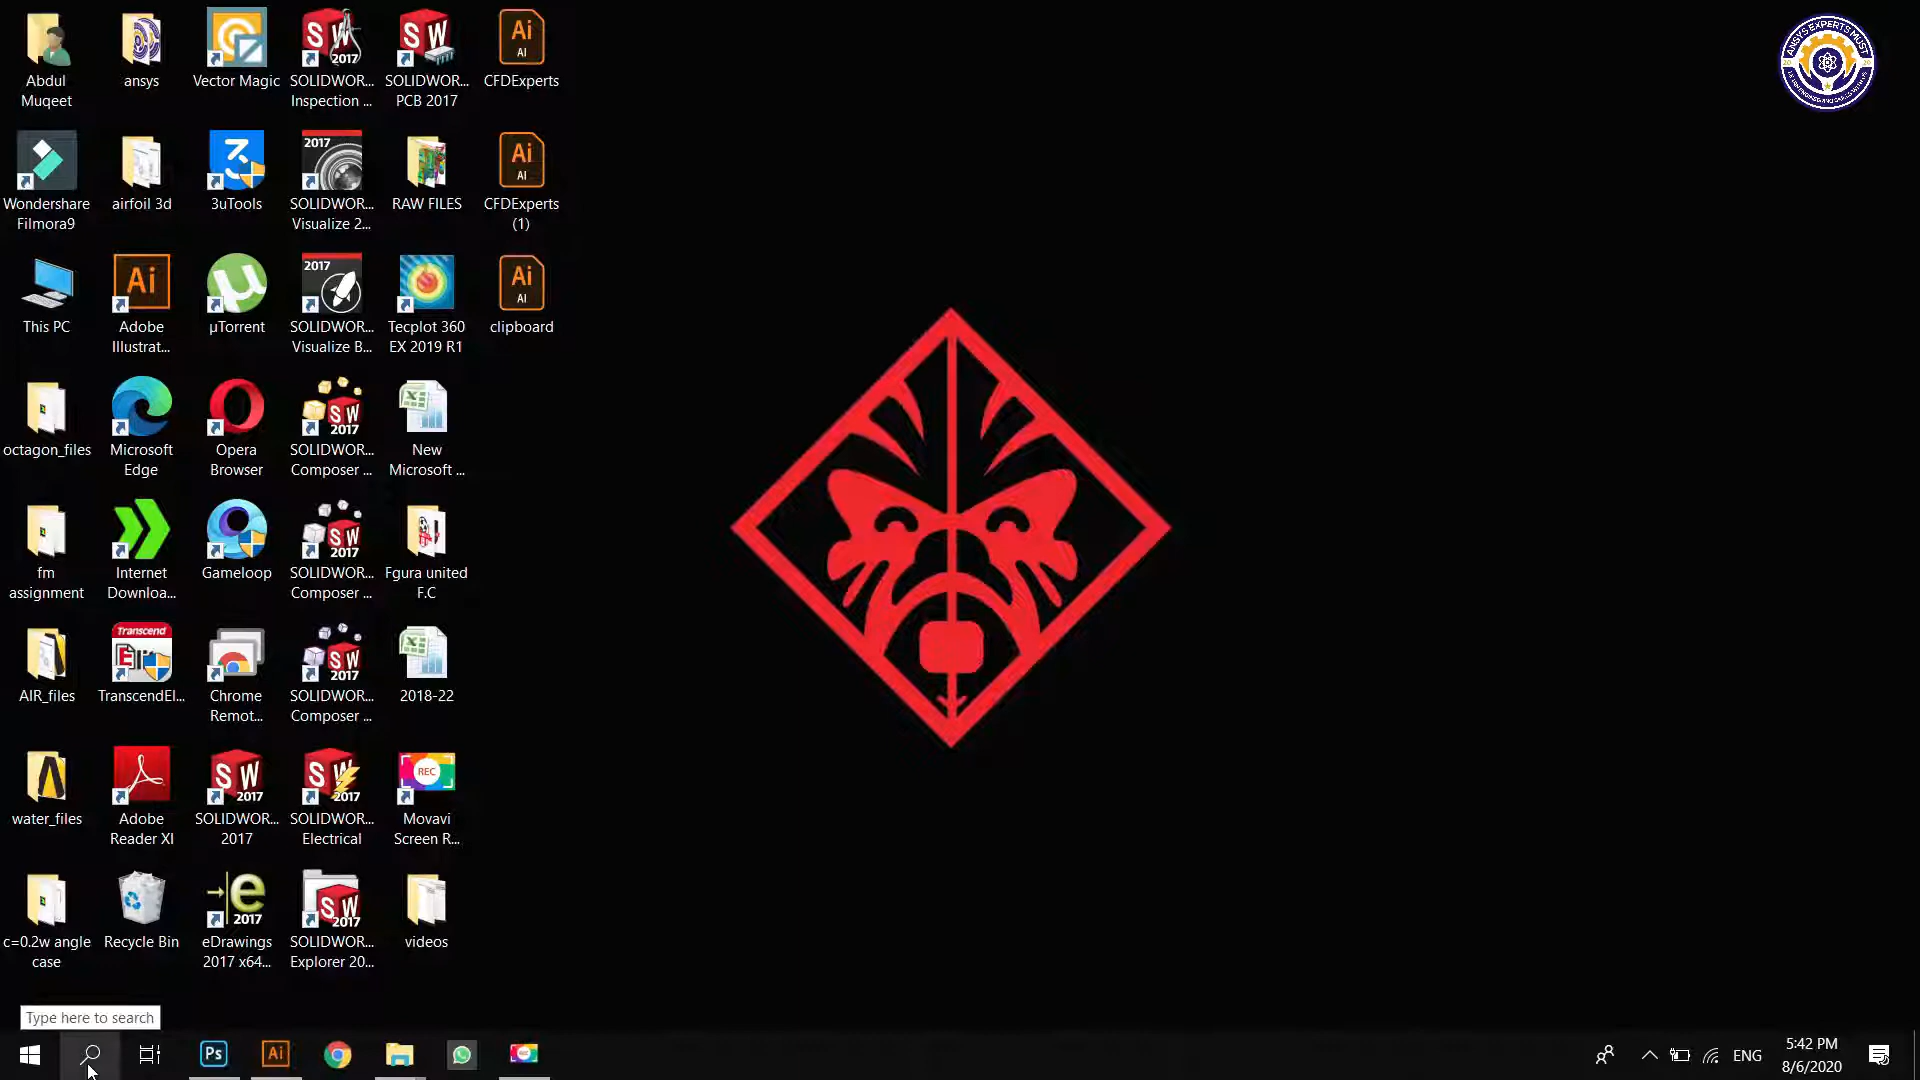 Abdul
Muqeet
ansys
Vector Magic
SOLIDWOR...
Inspection ...
SOLIDWOR...
PCB 2017
CFDExperts
Wondershare
Filmora9
airfoil 3d
3uTools
SOLIDWOR...
Visualize 2...
RAW FILES
CFDExperts
(1)
This PC
Adobe
Illustrat...
µTorrent
SOLIDWOR...
Visualize B...
Tecplot 360
EX 2019 R1
clipboard
octagon_files
Microsoft
Edge
Opera
Browser
SOLIDWOR...
Composer ...
New
Microsoft ...
fm
assignment
Internet
Downloa...
Gameloop
SOLIDWOR...
Composer ...
Fgura united
F.C
AIR_files
TranscendEl...
Chrome
Remot...
SOLIDWOR...
Composer ...
2018-22
water_files
Adobe
Reader XI
SOLIDWOR...
2017
SOLIDWOR...
Electrical
Movavi
Screen R...
c=0.2w angle
case
Recycle Bin
eDrawings
2017 x64...
SOLIDWOR...
Explorer 20...
videos
Type here to search
ENG
5:42 PM
8/6/2020
ANSYS EXPERTS MUST